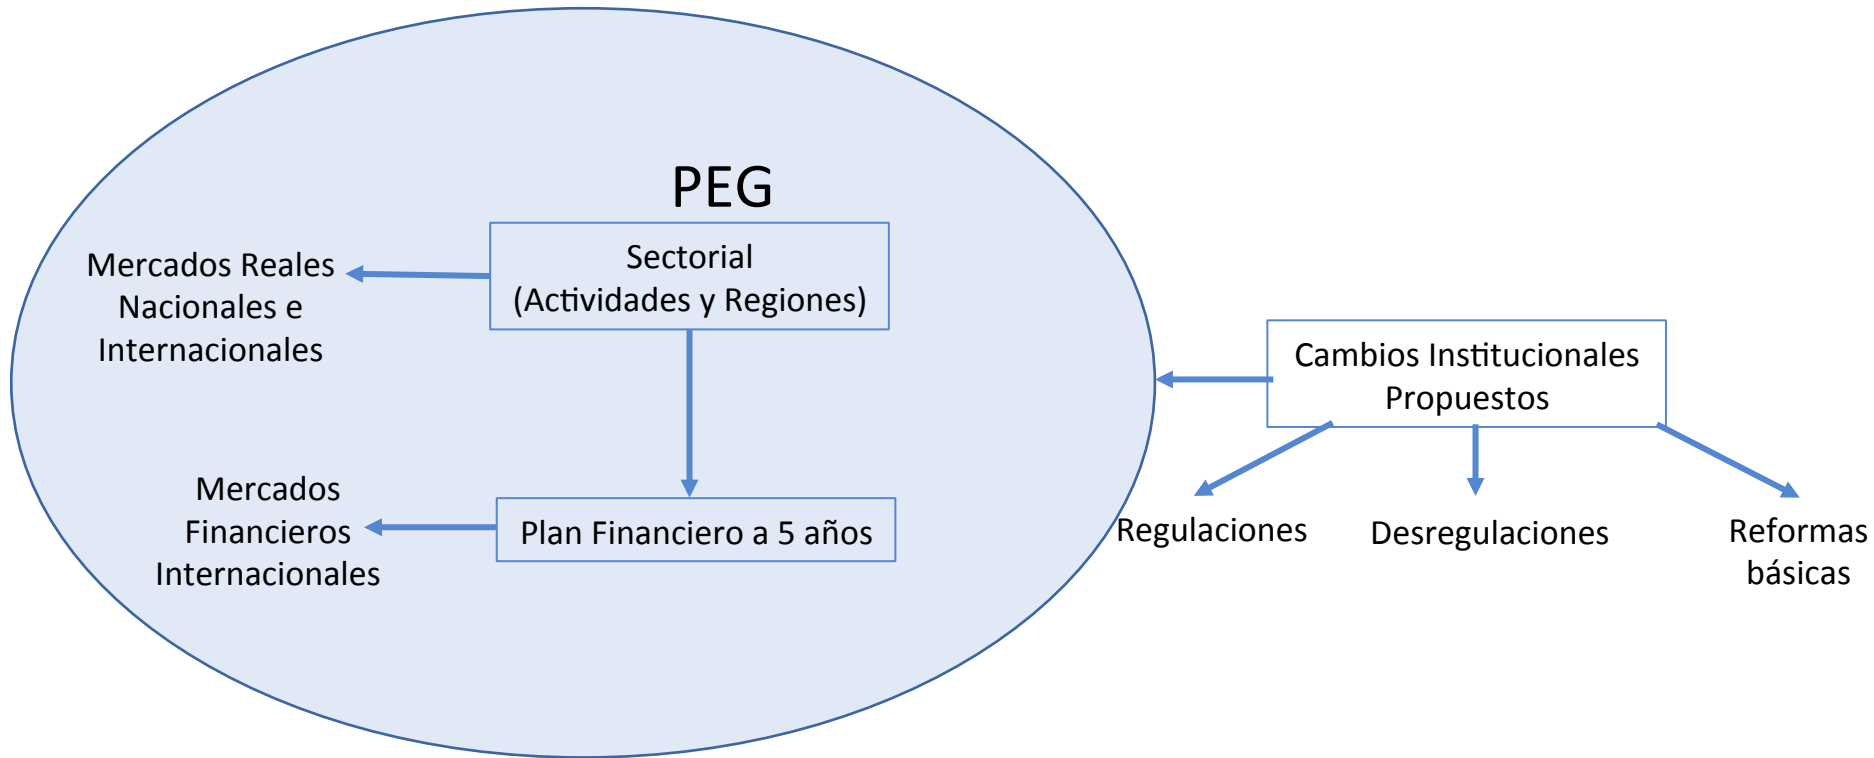 PEG
Sectorial
(Actividades y Regiones)
Mercados Reales
Nacionales e
Internacionales
Mercados
Financieros
Internacionales
Plan Financiero a 5 años
Cambios Institucionales
Propuestos
Regulaciones
Desregulaciones
Reformas
básicas